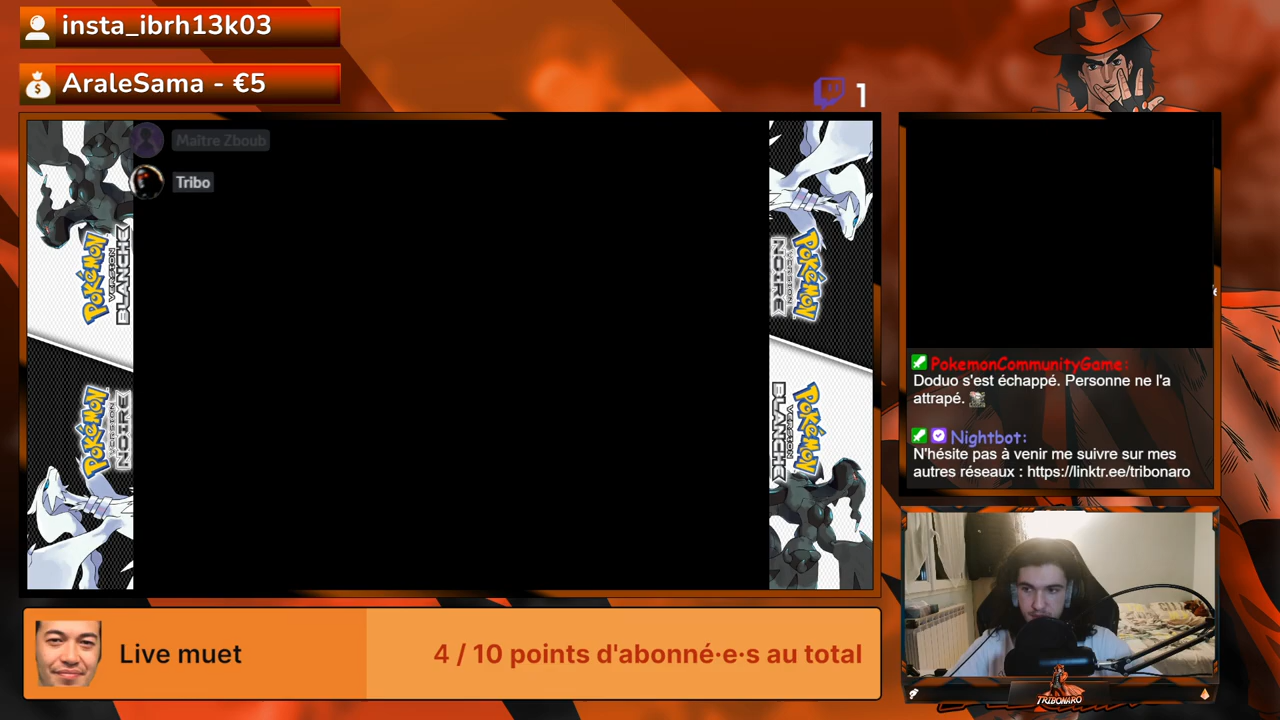 insta_ibrh13k03
AraleSama - €5
1
Maître Zboub
Tribo
POKéMON
VERSION
BLANCHE
POKéMON
VERSION
NOIRE
POKéMON
VERSION
NOIRE
POKéMON
VERSION
BLANCHE
PokemonCommunityGame:
Doduo s'est échappé. Personne ne l'a
attrapé.
Nightbot:
N'hésite pas à venir me suivre sur mes
autres réseaux : https://linktr.ee/tribonaro
Live muet
4 / 10 points d'abonné·e·s au total
TRIBONARO